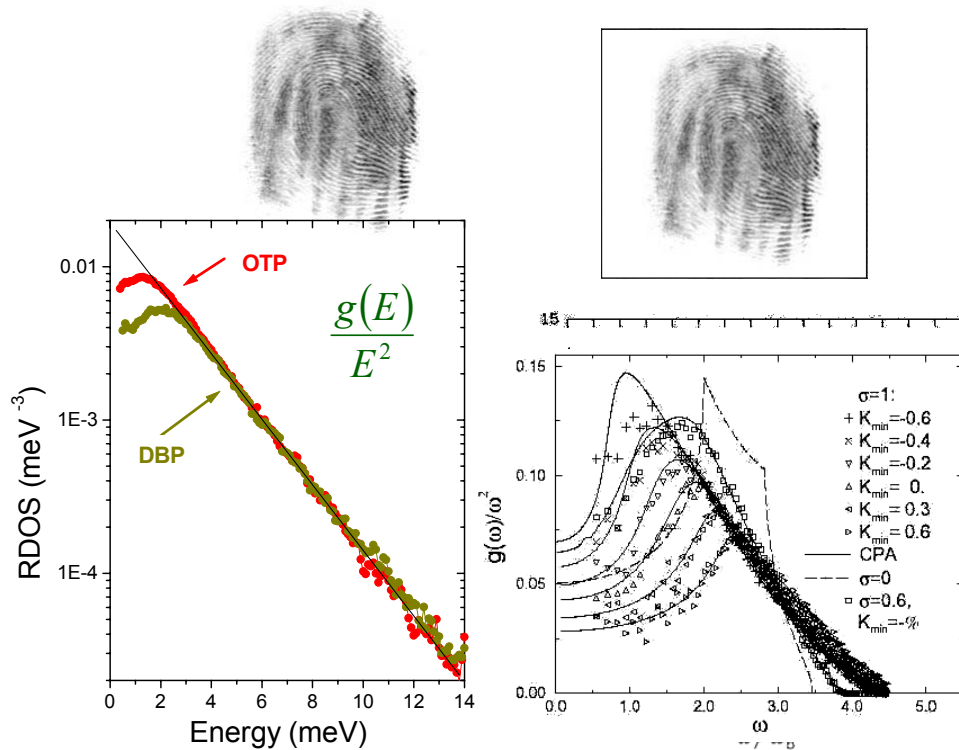 0.01
1E-3
1E-4
RDOS (meV⁻³)
OTP
DBP
g(E)
E²
0 2 4 6 8 10 12 14
Energy (meV)
15
0.15
0.10
0.05
0.00
g(ω)/ω²
σ=1:
+ K_min=-0.6
× K_min=-0.4
▽ K_min=-0.2
△ K_min= 0.
◁ K_min= 0.3
▷ K_min= 0.6
CPA
σ=0
□ σ=0.6,
K_min=-%
0.0 1.0 2.0 3.0 4.0 5.0
ω